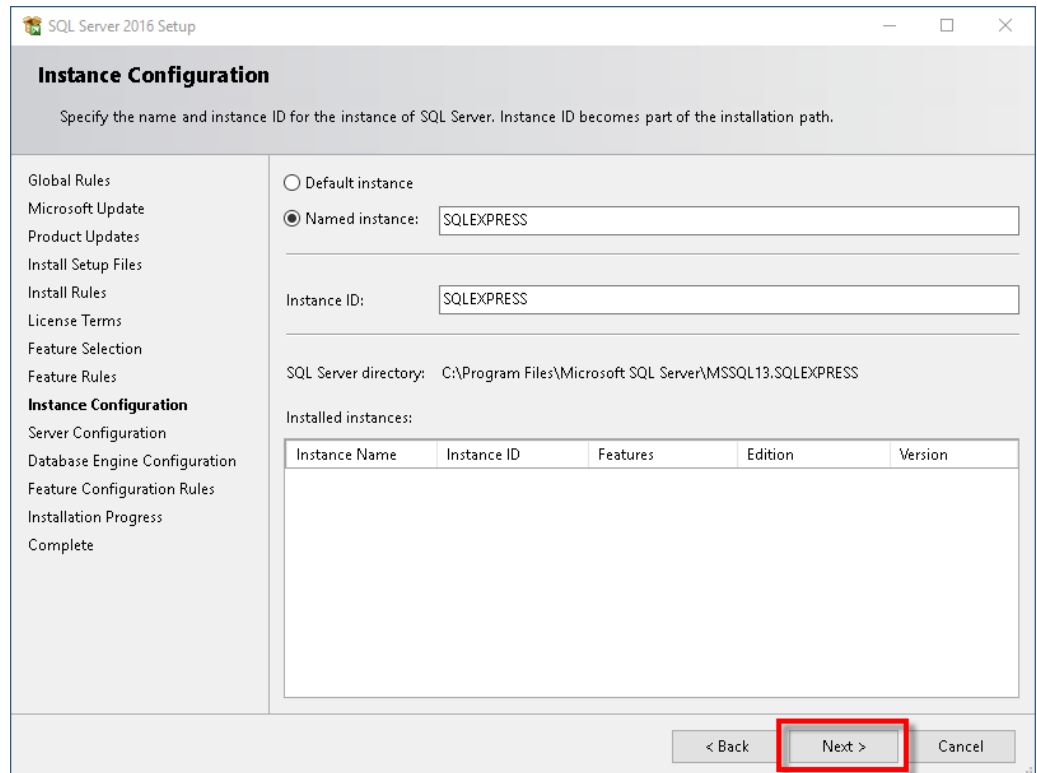 SQL Server 2016 Setup
Instance Configuration
Specify the name and instance ID for the instance of SQL Server. Instance ID becomes part of the installation path.
Global Rules
Microsoft Update
Product Updates
Install Setup Files
Install Rules
License Terms
Feature Selection
Feature Rules
Instance Configuration
Server Configuration
Database Engine Configuration
Feature Configuration Rules
Installation Progress
Complete
Default instance
Named instance: SQLEXPRESS
Instance ID: SQLEXPRESS
SQL Server directory: C:\Program Files\Microsoft SQL Server\MSSQL13.SQLEXPRESS
Installed instances:
Instance Name Instance ID Features Edition Version
< Back Next > Cancel